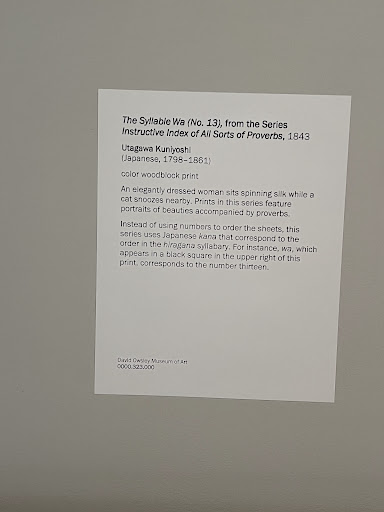 The Syllable Wa (No. 13), from the Series
Instructive Index of All Sorts of Proverbs, 1843
Utagawa Kuniyoshi
(Japanese, 1798–1861)
color woodblock print
An elegantly dressed woman sits spinning silk while a
cat snoozes nearby. Prints in this series feature
portraits of beauties accompanied by proverbs.
Instead of using numbers to order the sheets, this
series uses Japanese kana that correspond to the
order in the hiragana syllabary. For instance, wa, which
appears in a black square in the upper right of this
print, corresponds to the number thirteen.
David Owsley Museum of Art
0000.323.000